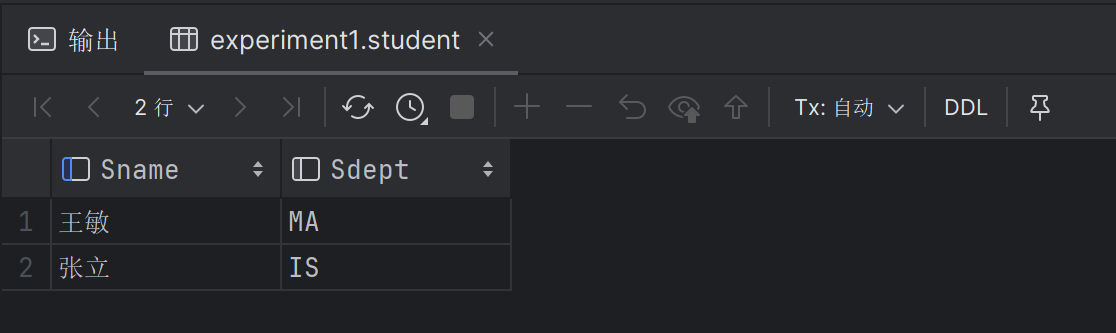 输出 experiment1.student
2 行 Tx: 自动 DDL
Sname Sdept
1 王敏 MA
2 张立 IS